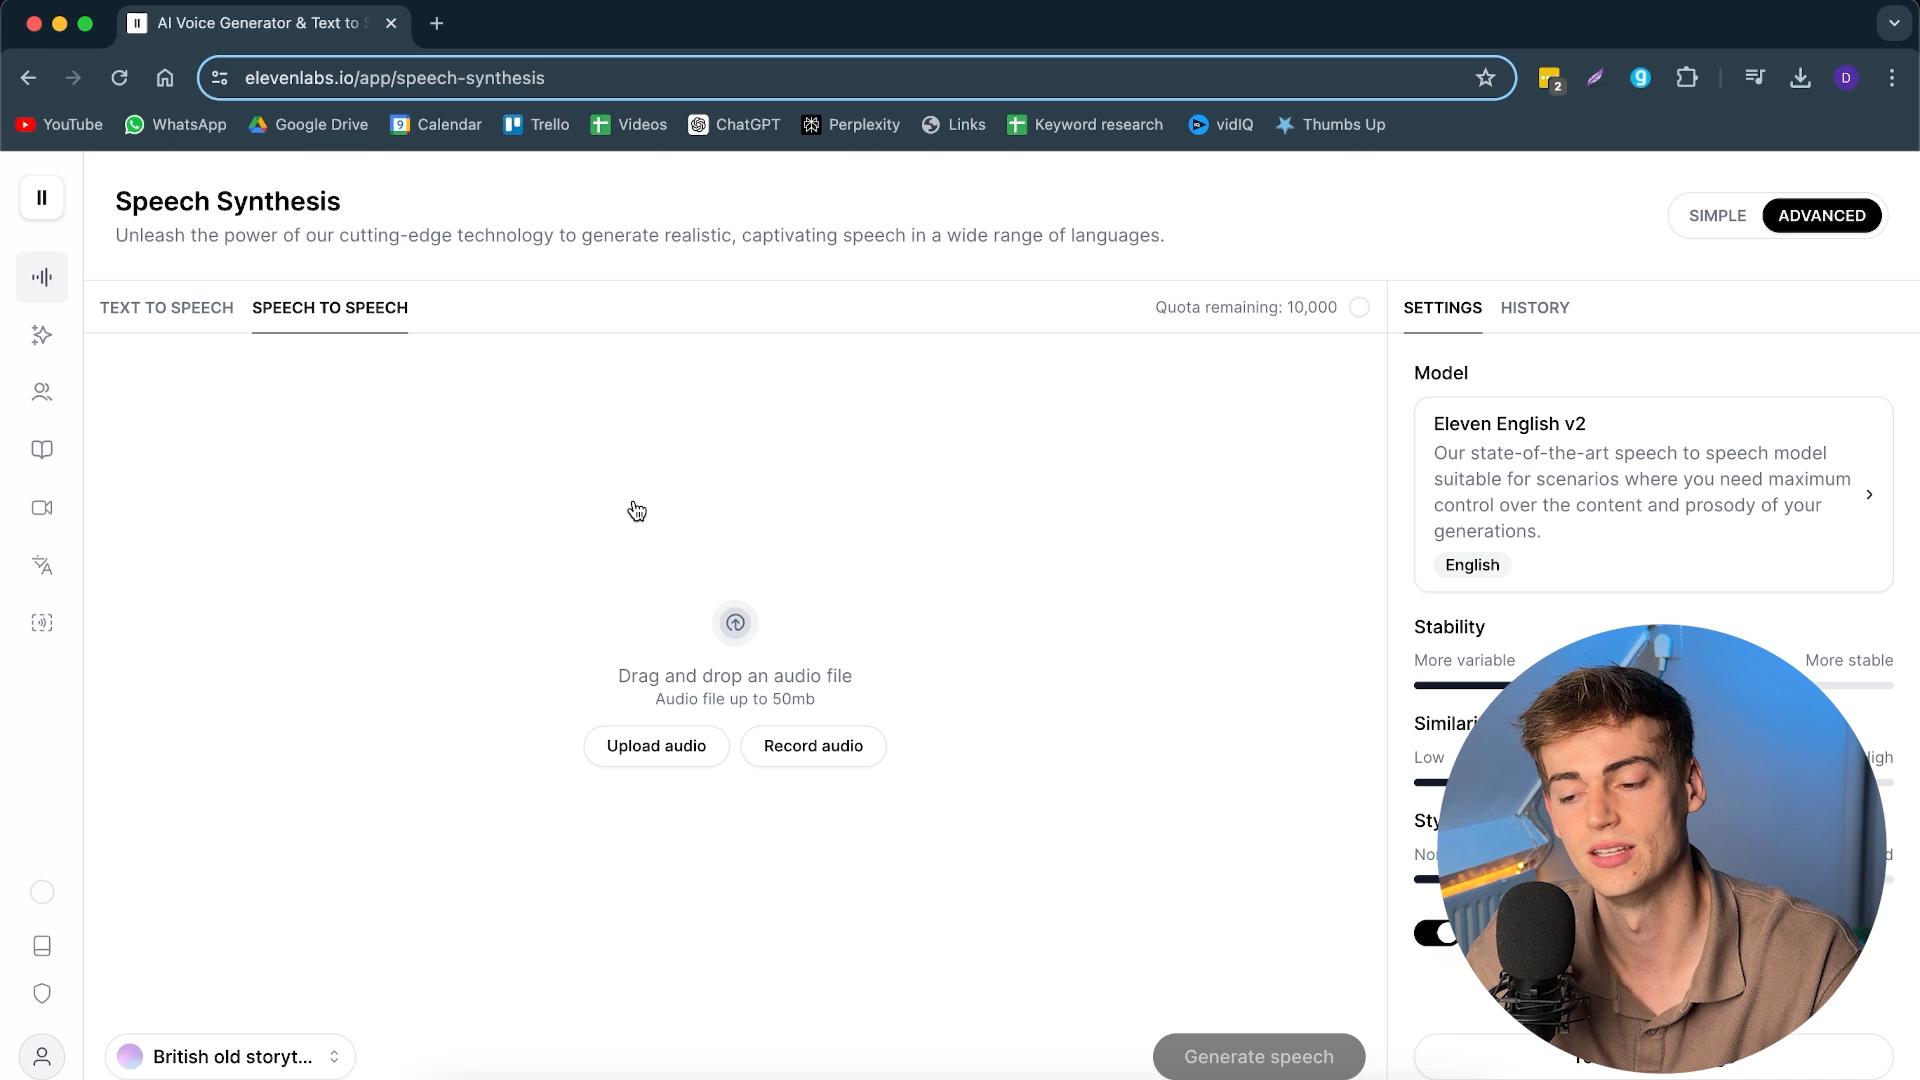 AI Voice Generator & Text to
elevenlabs.io/app/speech-synthesis
2
g
D
YouTube
WhatsApp
Google Drive
9
Calendar
Trello
Videos
ChatGPT
Perplexity
Links
Keyword research
vidIQ
Thumbs Up
Speech Synthesis
Unleash the power of our cutting-edge technology to generate realistic, captivating speech in a wide range of languages.
SIMPLE
ADVANCED
TEXT TO SPEECH
SPEECH TO SPEECH
Quota remaining: 10,000
SETTINGS
HISTORY
Model
Eleven English v2
Our state-of-the-art speech to speech model
suitable for scenarios where you need maximum
control over the content and prosody of your
generations.
English
Stability
More variable
More stable
Low
Drag and drop an audio file
Audio file up to 50mb
Upload audio
Record audio
British old storyt...
Generate speech